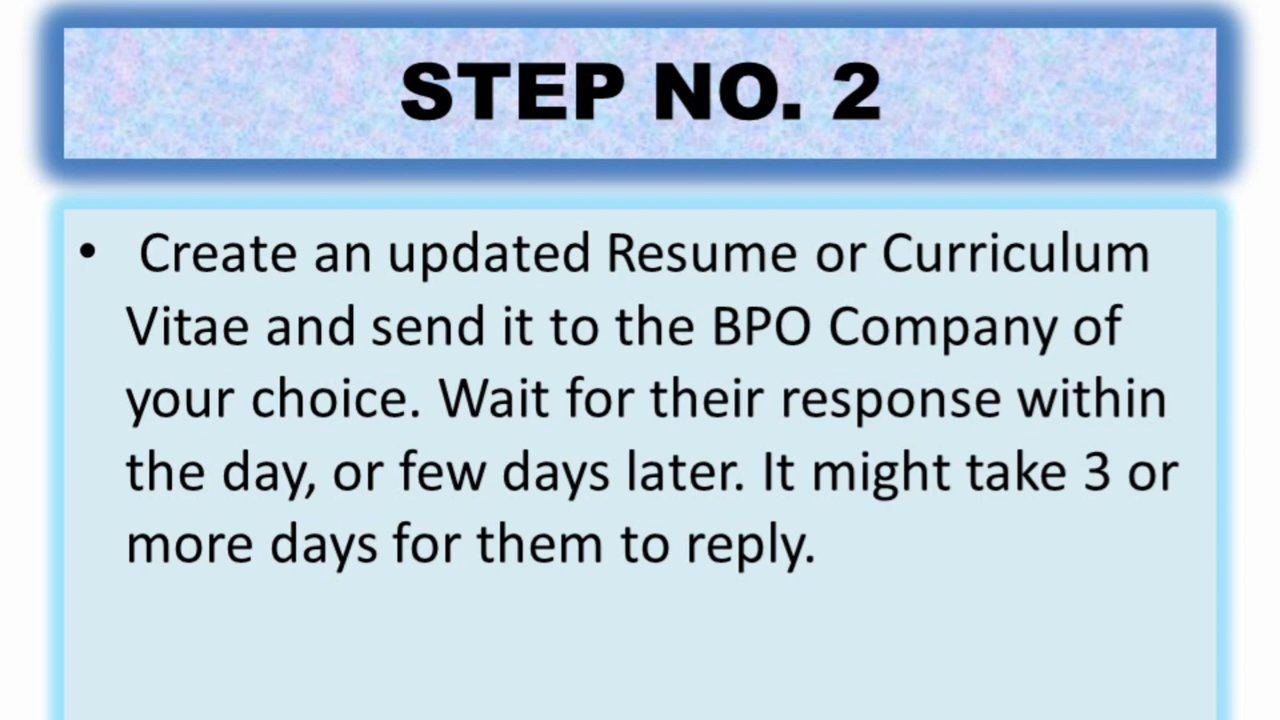 STEP NO. 2
• Create an updated Resume or Curriculum
Vitae and send it to the BPO Company of
your choice. Wait for their response within
the day, or few days later. It might take 3 or
more days for them to reply.